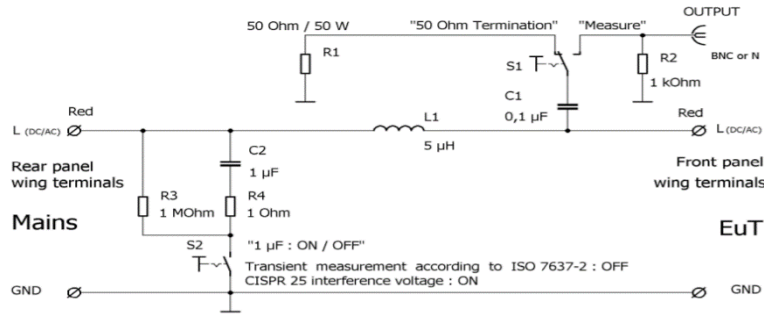 OUTPUT
50 Ohm / 50 W
"50 Ohm Termination"
"Measure"
BNC or N
R1
S1
R2
1 kOhm
C1
0,1 µF
Red
L (DC/AC)
L1
5 µH
Red
L (DC/AC)
Rear panel
wing terminals
C2
1 µF
Front panel
wing terminals
R3
1 MOhm
R4
1 Ohm
Mains
EuT
S2
"1 µF : ON / OFF"
Transient measurement according to ISO 7637-2 : OFF
CISPR 25 interference voltage : ON
GND
GND